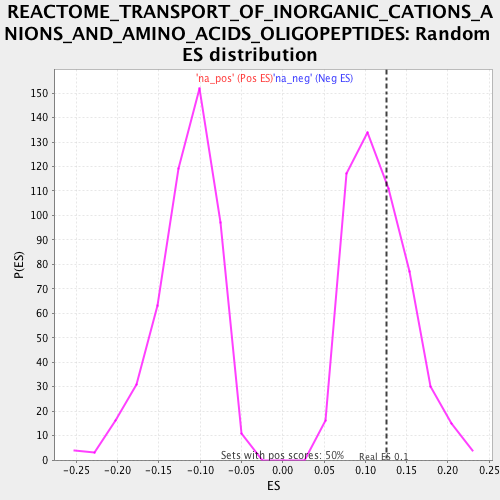 REACTOME_TRANSPORT_OF_INORGANIC_CATIONS_A
NIONS_AND_AMINO_ACIDS_OLIGOPEPTIDES: Random
ES distribution
'na_pos' (Pos ES)'na_neg' (Neg ES)
150
140
130
120
110
100
90
80
70
60
50
40
30
20
10
0
P(ES)
Sets with pos scores: 50%
Real ES 0.1
-0.25 -0.20 -0.15 -0.10 -0.05 0.00 0.05 0.10 0.15 0.20 0.25
ES